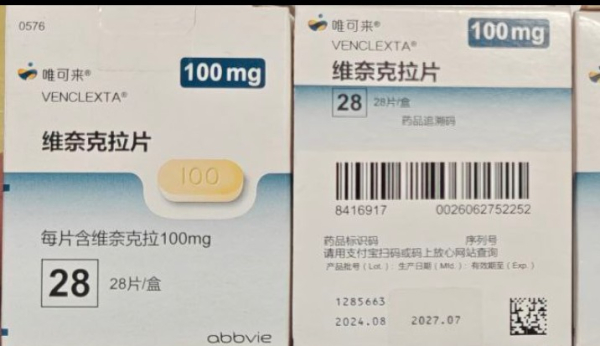 0576
唯可来®
VENCLEXTA®
100 mg
维奈克拉片
100
每片含维奈克拉100mg
28
28片/盒
abbvie
唯可来®
VENCLEXTA®
100 mg
维奈克拉片
28
28片/盒
药品追溯码
8416917 0026062752252
药品标识码 序列号
请用支付宝扫码或码上放心网站查询
产品批号（Lot.） 生产日期（Mfd.） 有效期至（Exp.）
1285663
2024.08 2027.07